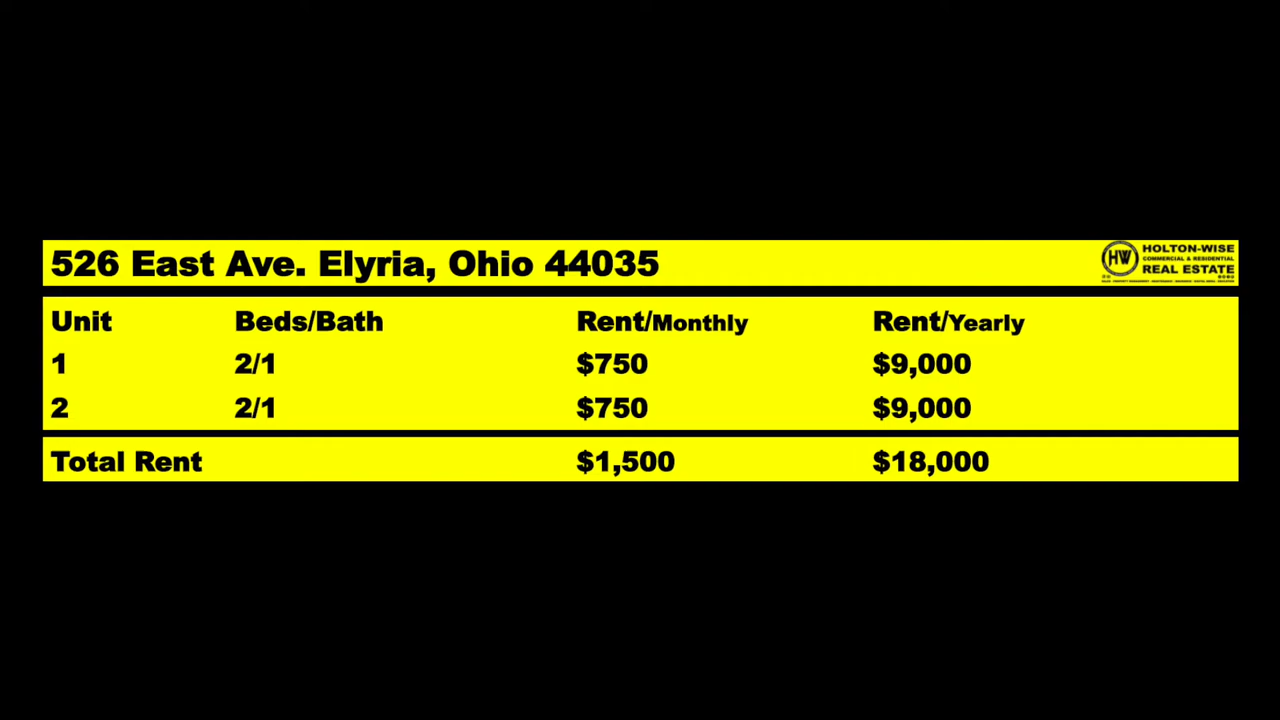 526 East Ave. Elyria, Ohio 44035
HW
HOLTON-WISE
COMMERCIAL & RESIDENTIAL
REAL ESTATE
Unit Beds/Bath Rent/Monthly Rent/Yearly
1 2/1 $750 $9,000
2 2/1 $750 $9,000
Total Rent $1,500 $18,000